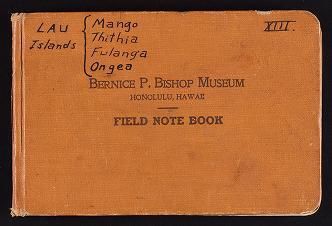 LAU Islands
Mango
Thithia
Fulanga
Ongea
XIII.
BERNICE P. BISHOP MUSEUM
HONOLULU, HAWAII
FIELD NOTE BOOK